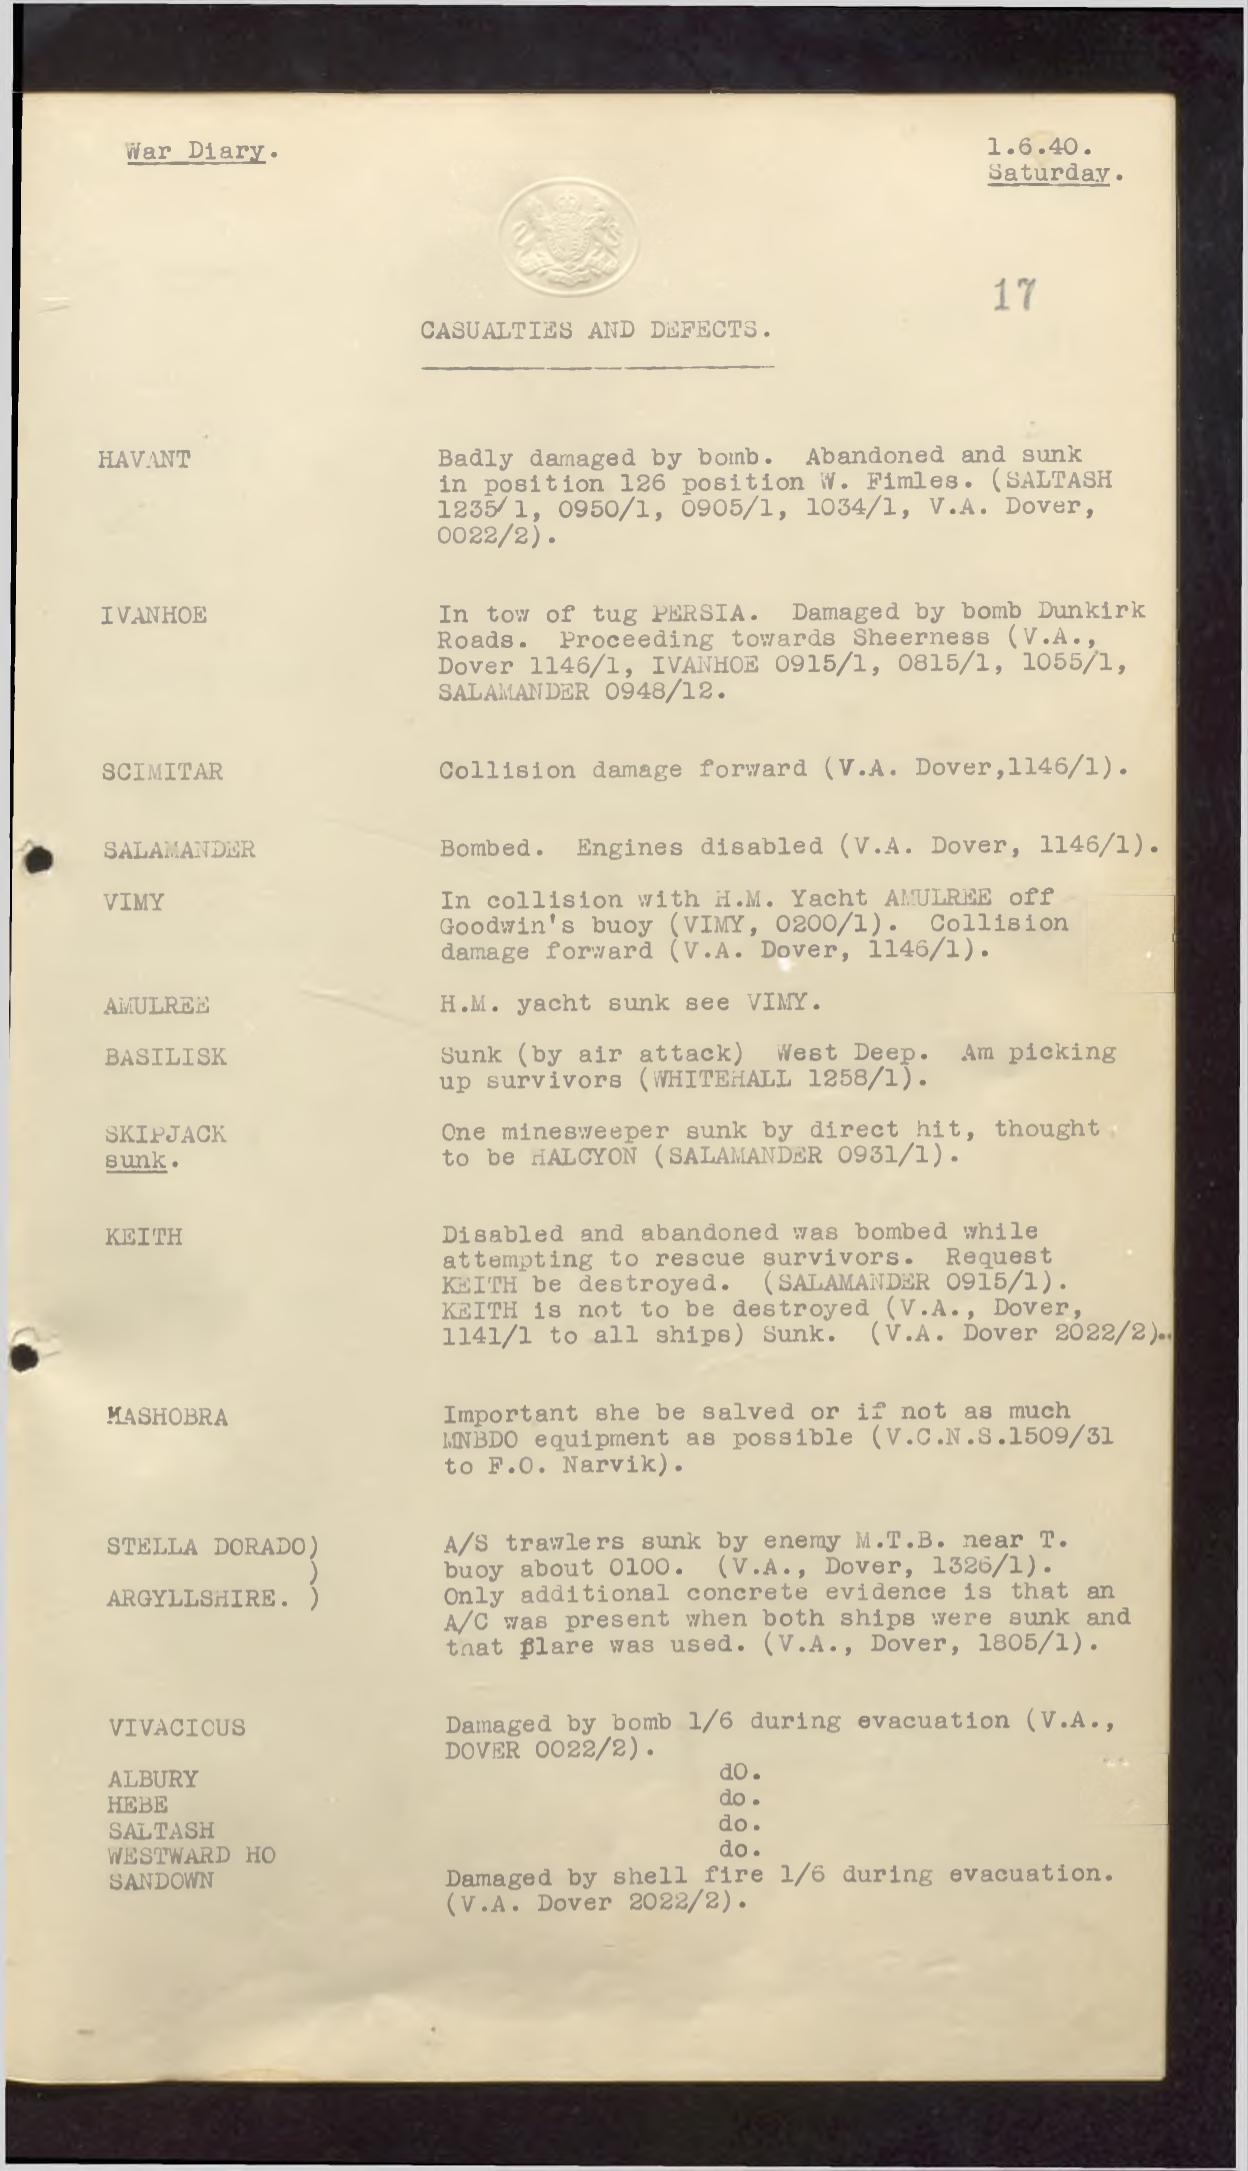 War Diary.
1.6.40.
Saturday.
17
CASUALTIES AND DEFECTS.
HAVANT Badly damaged by bomb. Abandoned and sunk
in position 126 position W. Fimles. (SALTASH
1235/1, 0950/1, 0905/1, 1034/1, V.A. Dover,
0022/2).
IVANHOE In tow of tug PERSIA. Damaged by bomb Dunkirk
Roads. Proceeding towards Sheerness (V.A.,
Dover 1146/1, IVANHOE 0915/1, 0815/1, 1055/1,
SALAMANDER 0948/12.
SCIMITAR Collision damage forward (V.A. Dover,1146/1).
SALAMANDER Bombed. Engines disabled (V.A. Dover, 1146/1).
VIMY In collision with H.M. Yacht AMULREE off
Goodwin's buoy (VIMY, 0200/1). Collision
damage forward (V.A. Dover, 1146/1).
AMULREE H.M. yacht sunk see VIMY.
BASILISK Sunk (by air attack) West Deep. Am picking
up survivors (WHITEHALL 1258/1).
SKIPJACK One minesweeper sunk by direct hit, thought
sunk. to be HALCYON (SALAMANDER 0931/1).
KEITH Disabled and abandoned was bombed while
attempting to rescue survivors. Request
KEITH be destroyed. (SALAMANDER 0915/1).
KEITH is not to be destroyed (V.A., Dover,
1141/1 to all ships) Sunk. (V.A. Dover 2022/2)..
MASHOBRA Important she be salved or if not as much
MNBDO equipment as possible (V.C.N.S.1509/31
to F.O. Narvik).
STELLA DORADO) A/S trawlers sunk by enemy M.T.B. near T.
) buoy about 0100. (V.A., Dover, 1326/1).
ARGYLLSHIRE. ) Only additional concrete evidence is that an
A/C was present when both ships were sunk and
that flare was used. (V.A., Dover, 1805/1).
VIVACIOUS Damaged by bomb 1/6 during evacuation (V.A.,
DOVER 0022/2).
ALBURY dO.
HEBE do.
SALTASH do.
WESTWARD HO do.
SANDOWN Damaged by shell fire 1/6 during evacuation.
(V.A. Dover 2022/2).